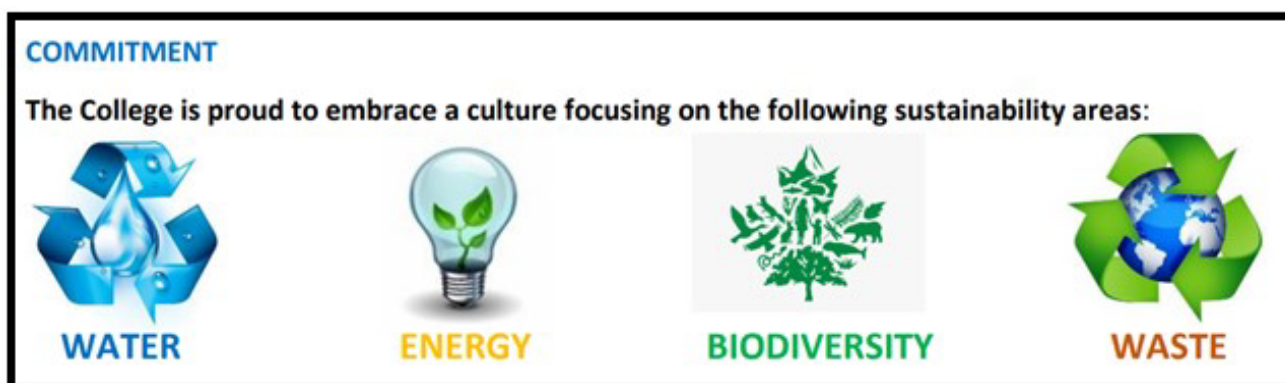 COMMITMENT
The College is proud to embrace a culture focusing on the following sustainability areas:
WATER ENERGY BIODIVERSITY WASTE